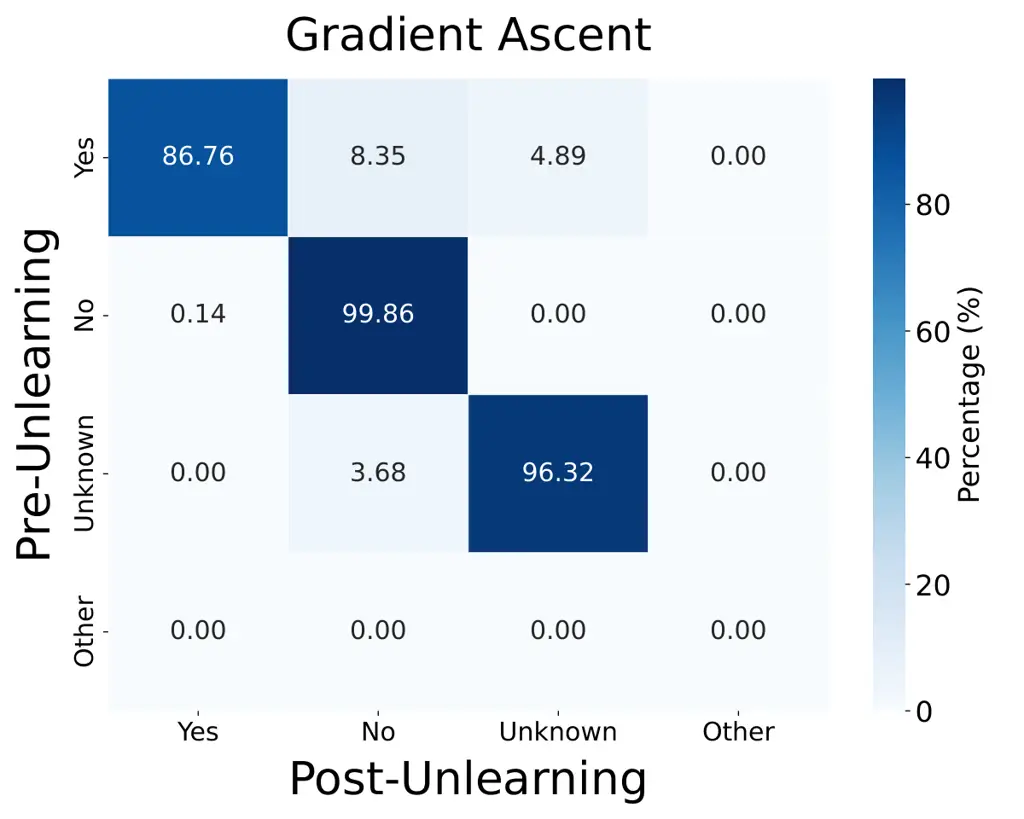 Gradient Ascent
Pre-Unlearning
Yes
86.76 8.35 4.89 0.00
No
0.14 99.86 0.00 0.00
Unknown
0.00 3.68 96.32 0.00
Other
0.00 0.00 0.00 0.00
Yes No Unknown Other
Post-Unlearning
80
60
40
20
0
Percentage (%)